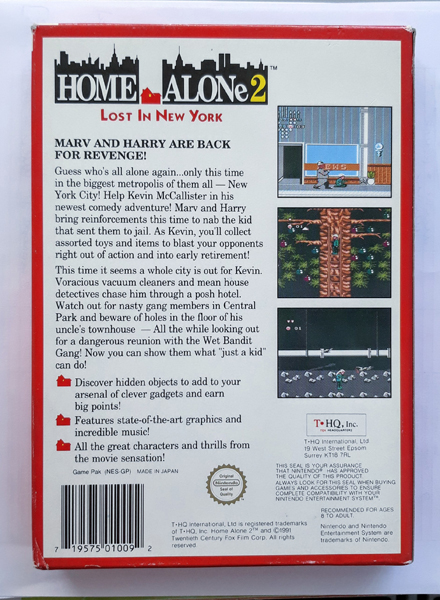 HOME ALONe 2 ™
LOST IN NEW YORK
MARV AND HARRY ARE BACK
FOR REVENGE!
Guess who's all alone again...only this time
in the biggest metropolis of them all — New
York City! Help Kevin McCallister in his
newest comedy adventure! Marv and Harry
bring reinforcements this time to nab the kid
that sent them to jail. As Kevin, you'll collect
assorted toys and items to blast your opponents
right out of action and into early retirement!
This time it seems a whole city is out for Kevin.
Voracious vacuum cleaners and mean house
detectives chase him through a posh hotel.
Watch out for nasty gang members in Central
Park and beware of holes in the floor of his
uncle's townhouse — All the while looking out
for a dangerous reunion with the Wet Bandit
Gang! Now you can show them what "just a kid"
can do!
Discover hidden objects to add to your
arsenal of clever gadgets and earn
big points!
Features state-of-the-art graphics and
incredible music!
All the great characters and thrills from
the movie sensation!
Game Pak (NES-GP) MADE IN JAPAN
7 19575 01009 2
Original
Nintendo
Seal of
Quality
T•HQ, International, Ltd is registered trademarks
of T•HQ, Inc. Home Alone 2™ and ©1991
Twentieth Century Fox Film Corp. All rights
reserved
T•HQ, Inc.
TOY HEADQUARTERS
T•HQ International, Ltd
19 West Street Epsom
Surrey KT18 7RL
THIS SEAL IS YOUR ASSURANCE
THAT NINTENDO® HAS APPROVED
THE QUALITY OF THIS PRODUCT.
ALWAYS LOOK FOR THIS SEAL WHEN BUYING
GAMES AND ACCESSORIES TO ENSURE
COMPLETE COMPATIBILITY WITH YOUR
NINTENDO ENTERTAINMENT SYSTEM™.
RECOMMENDED FOR AGES
8 TO ADULT.
Nintendo and Nintendo
Entertainment System are
trademarks of Nintendo.